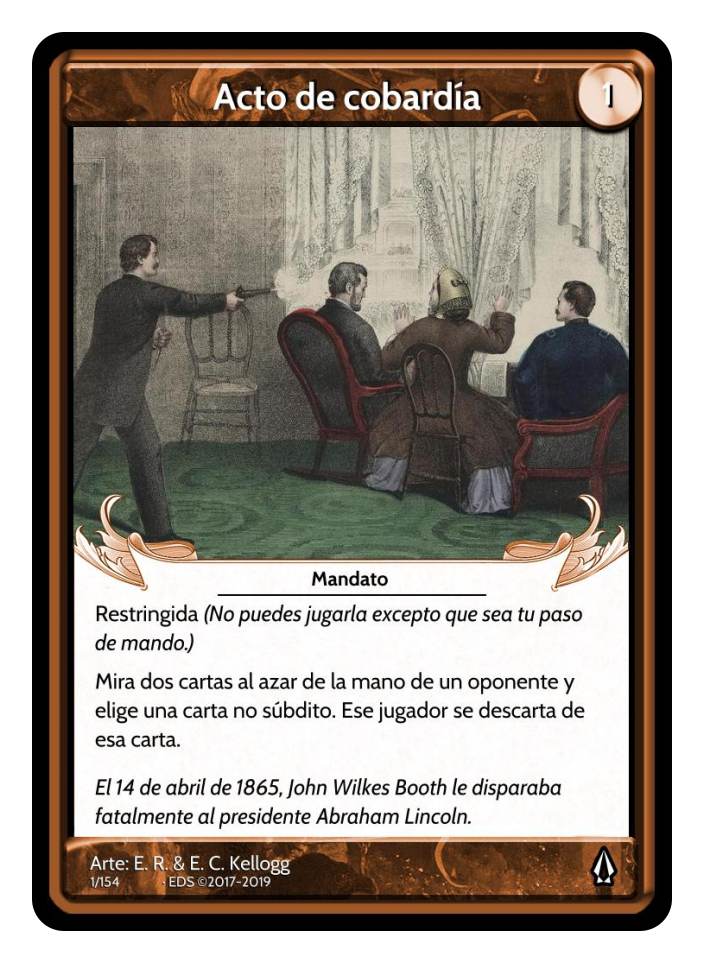 Acto de cobardía
1
Mandato
Restringida (No puedes jugarla excepto que sea tu paso
de mando.)
Mira dos cartas al azar de la mano de un oponente y
elige una carta no súbdito. Ese jugador se descarta de
esa carta.
El 14 de abril de 1865, John Wilkes Booth le disparaba
fatalmente al presidente Abraham Lincoln.
Arte: E. R. & E. C. Kellogg
1/154 · EDS ©2017-2019